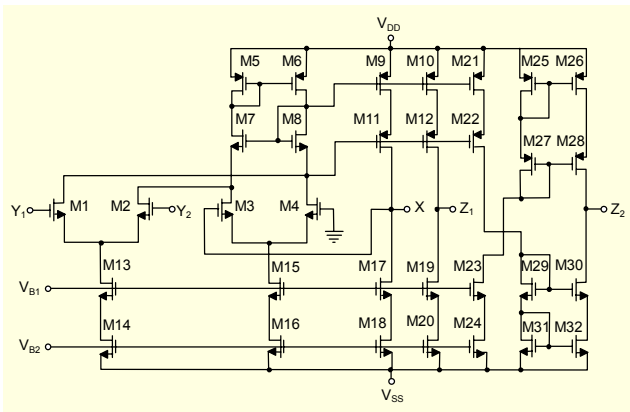 V_DD
M5 M6 M9 M10 M21 M25 M26
M7 M8 M11 M12 M22 M27 M28
Y_1 M1 M2 Y_2 M3 M4 X Z_1 Z_2
M13 M15 M17 M19 M23 M29 M30
V_B1
M14 M16 M18 M20 M24 M31 M32
V_B2
V_SS